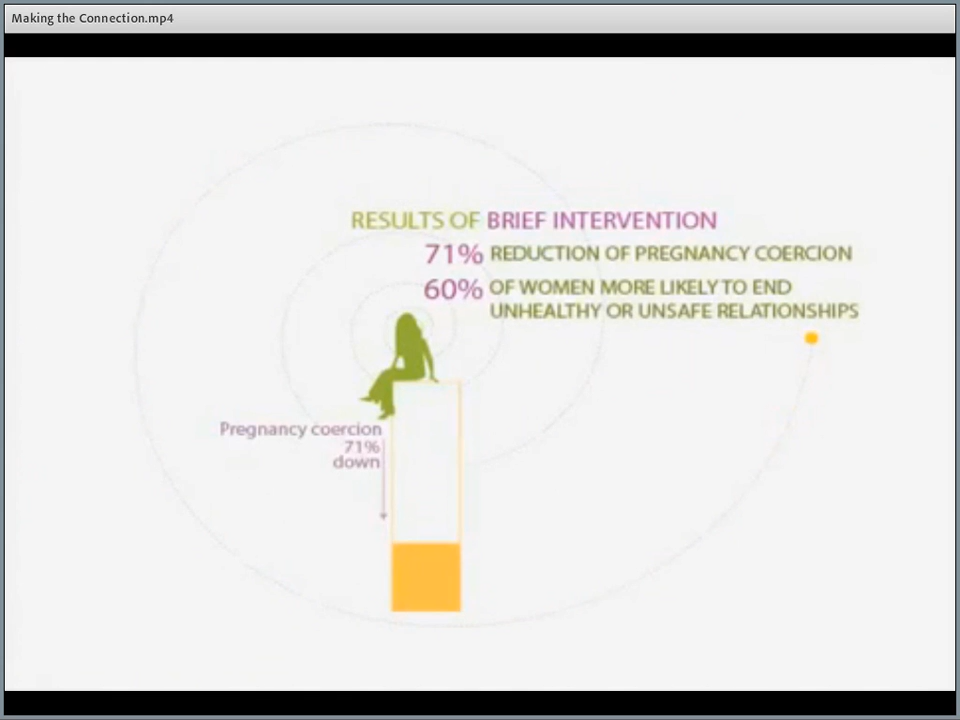 Making the Connection.mp4
RESULTS OF BRIEF INTERVENTION
71% REDUCTION OF PREGNANCY COERCION
60% OF WOMEN MORE LIKELY TO END
UNHEALTHY OR UNSAFE RELATIONSHIPS
Pregnancy coercion
71%
down